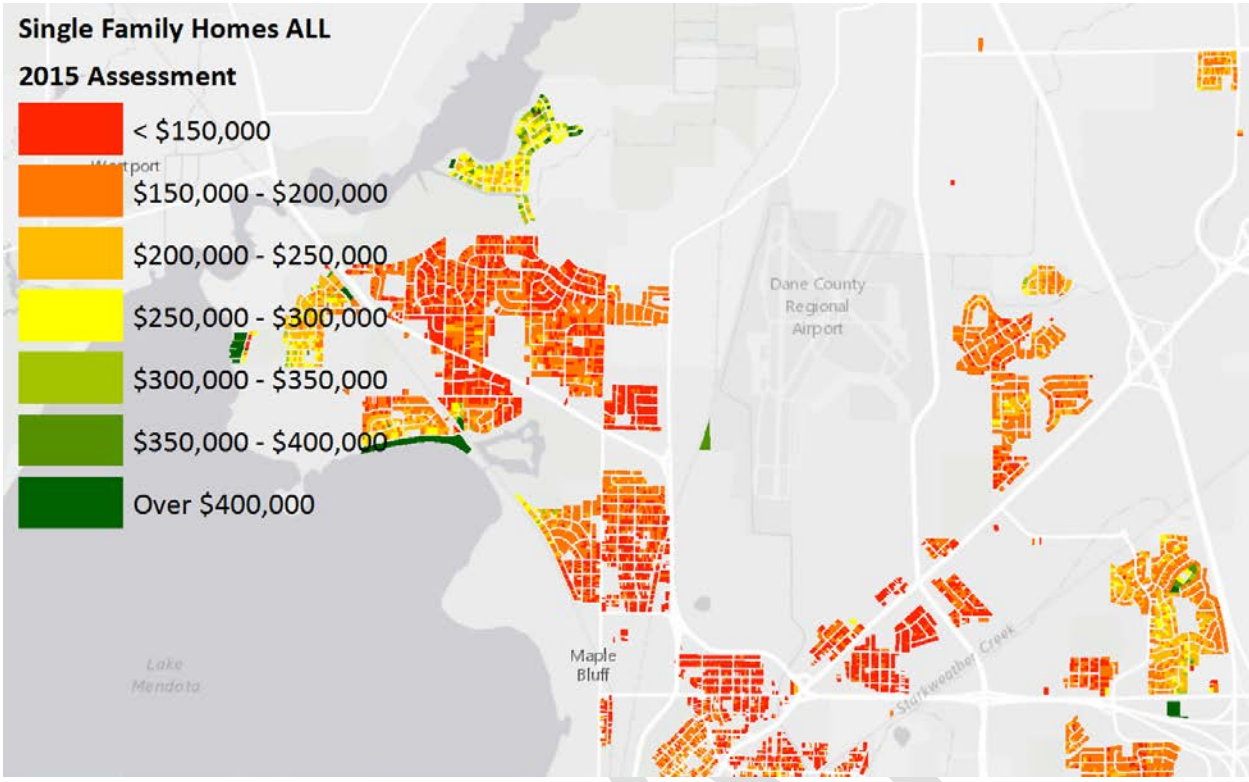 Single Family Homes ALL
2015 Assessment
< $150,000
Westport
$150,000 - $200,000
$200,000 - $250,000
$250,000 - $300,000
$300,000 - $350,000
$350,000 - $400,000
Over $400,000
Dane County
Regional
Airport
Lake
Mendota
Maple
Bluff
Starkweather Creek